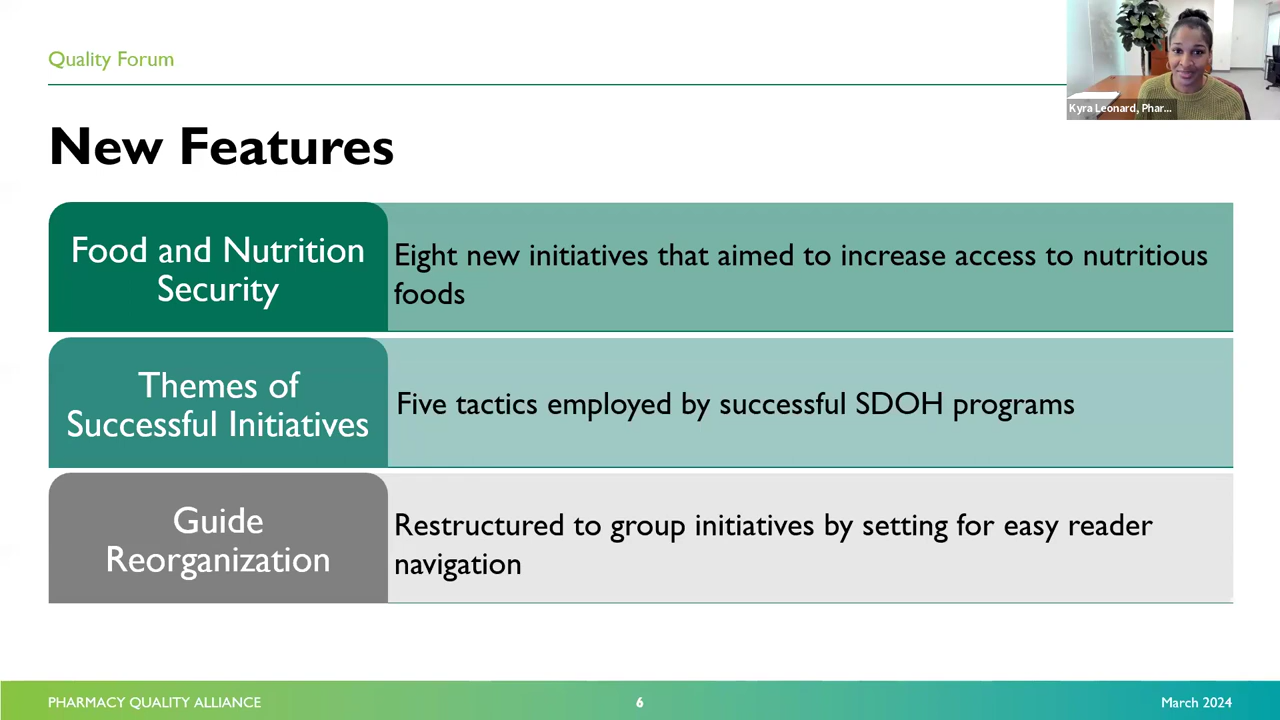 Quality Forum
Kyra Leonard, Phar...
New Features
Food and Nutrition
Security
Eight new initiatives that aimed to increase access to nutritious
foods
Themes of
Successful Initiatives
Five tactics employed by successful SDOH programs
Guide
Reorganization
Restructured to group initiatives by setting for easy reader
navigation
PHARMACY QUALITY ALLIANCE
6
March 2024